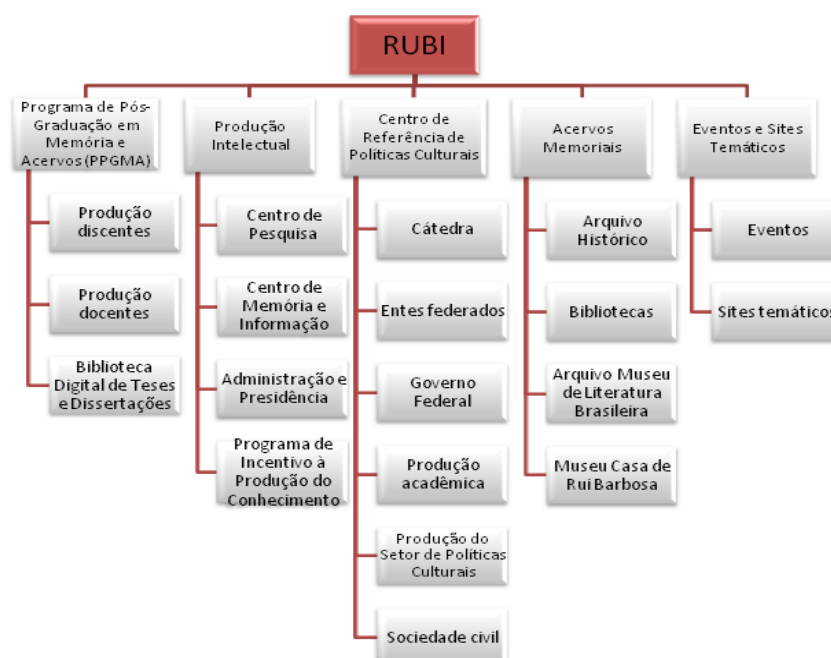 RUBI
Programa de Pós-
Graduação em
Memória e
Acervos (PPGMA)
Produção
discentes
Produção
docentes
Biblioteca
Digital de Teses
e Dissertações
Produção
Intelectual
Centro de
Pesquisa
Centro de
Memória e
Informação
Administração e
Presidência
Programa de
Incentivo à
Produção do
Conhecimento
Centro de
Referência de
Políticas Culturais
Cátedra
Entes federados
Governo
Federal
Produção
acadêmica
Produção do
Setor de Políticas
Culturais
Sociedade civil
Acervos
Memoriais
Arquivo
Histórico
Bibliotecas
Arquivo Museu
de Literatura
Brasileira
Museu Casa de
Rui Barbosa
Eventos e Sites
Temáticos
Eventos
Sites temáticos